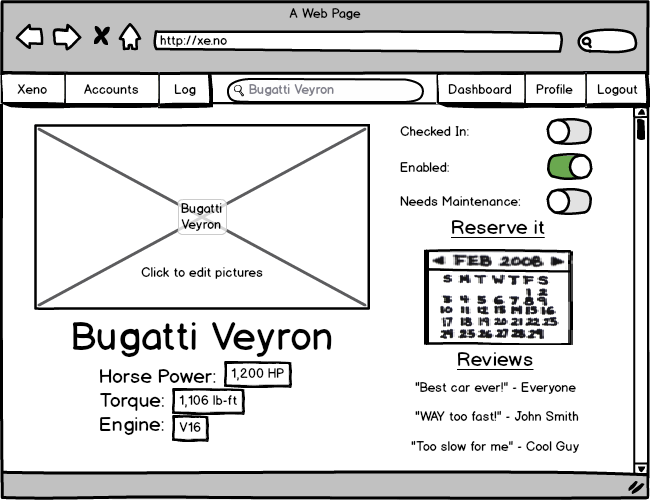 A Web Page
http://xe.no
Xeno Accounts Log Bugatti Veyron Dashboard Profile Logout
Bugatti
Veyron
Click to edit pictures
Bugatti Veyron
Horse Power: 1,200 HP
Torque: 1,106 lb-ft
Engine: V16
Checked In:
Enabled:
Needs Maintenance:
Reserve it
FEB 2008
S M T W T F S
1 2
3 4 5 6 7 8 9
10 11 12 13 14 15 16
17 18 19 20 21 22 23
24 25 26 27 28 29
Reviews
"Best car ever!" - Everyone
"WAY too fast!" - John Smith
"Too slow for me" - Cool Guy